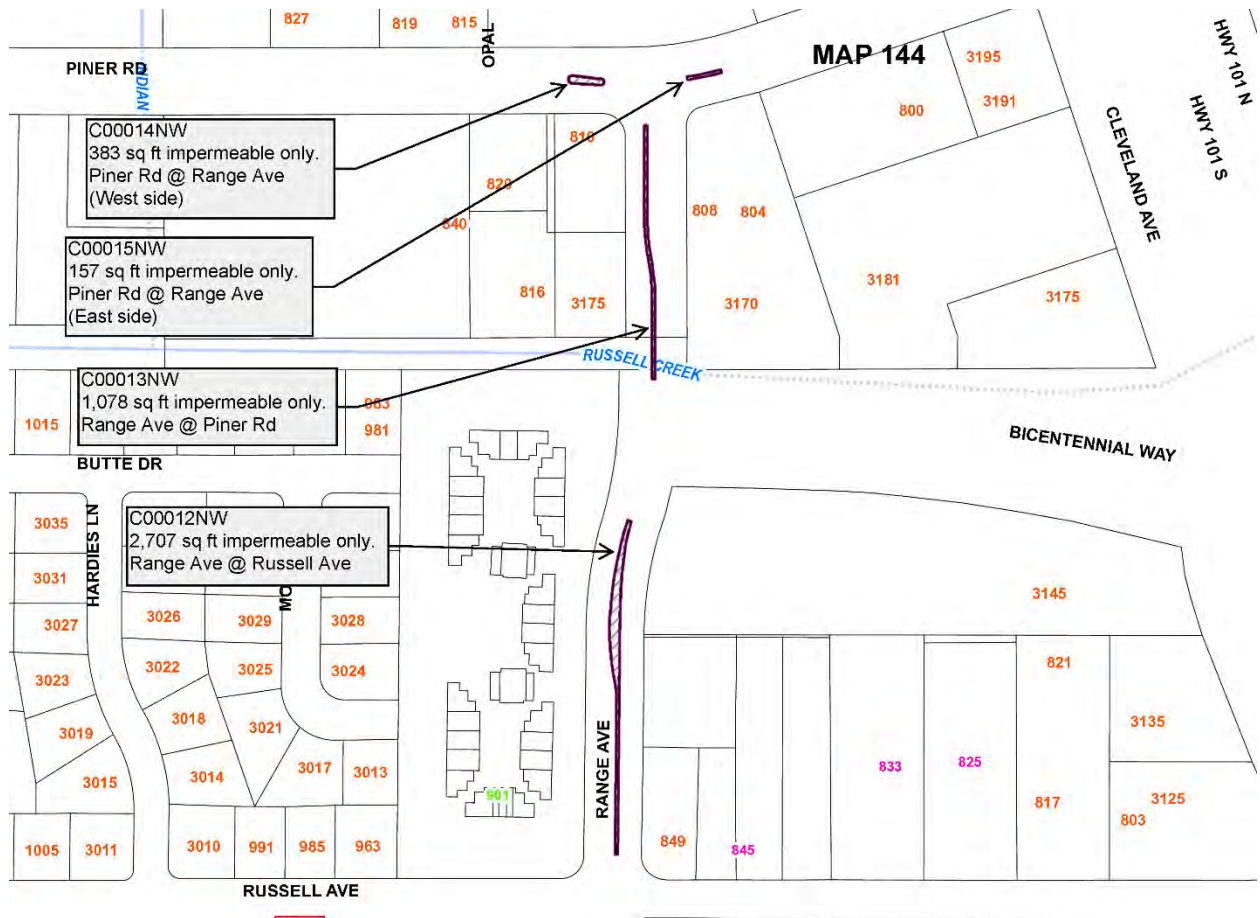 827
819
815
OPAL
PINER RD
INDIAN
MAP 144
3195
3191
800
HWY 101 N
HWY 101 S
CLEVELAND AVE
C00014NW
383 sq ft impermeable only.
Piner Rd @ Range Ave
(West side)
810
820
840
808
804
C00015NW
157 sq ft impermeable only.
Piner Rd @ Range Ave
(East side)
816
3175
3170
3181
3175
RUSSELL CREEK
C00013NW
1,078 sq ft impermeable only.
Range Ave @ Piner Rd
983
981
1015
BUTTE DR
BICENTENNIAL WAY
C00012NW
2,707 sq ft impermeable only.
Range Ave @ Russell Ave
3035
HARDIES LN
MO
3031
3027
3026
3029
3028
3145
3023
3022
3025
3024
821
3019
3018
3021
3135
3015
3014
3017
3013
RANGE AVE
833
825
901
817
3125
803
1005
3011
3010
991
985
963
849
845
RUSSELL AVE